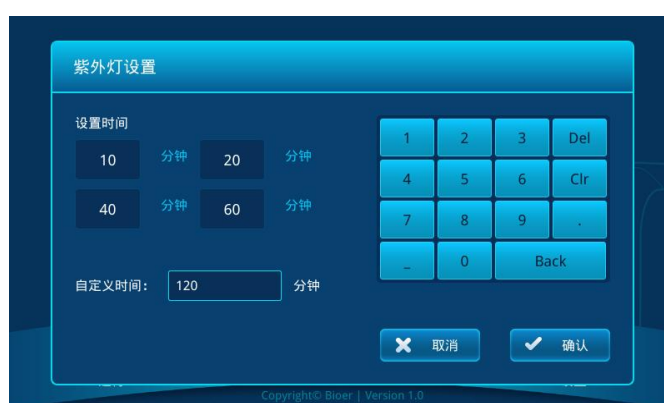 紫外灯设置
设置时间
10 分钟 20 分钟
40 分钟 60 分钟
自定义时间: 120 分钟
1 2 3 Del
4 5 6 Clr
7 8 9 .
_ 0 Back
取消 确认
Copyright© Bioer | Version 1.0